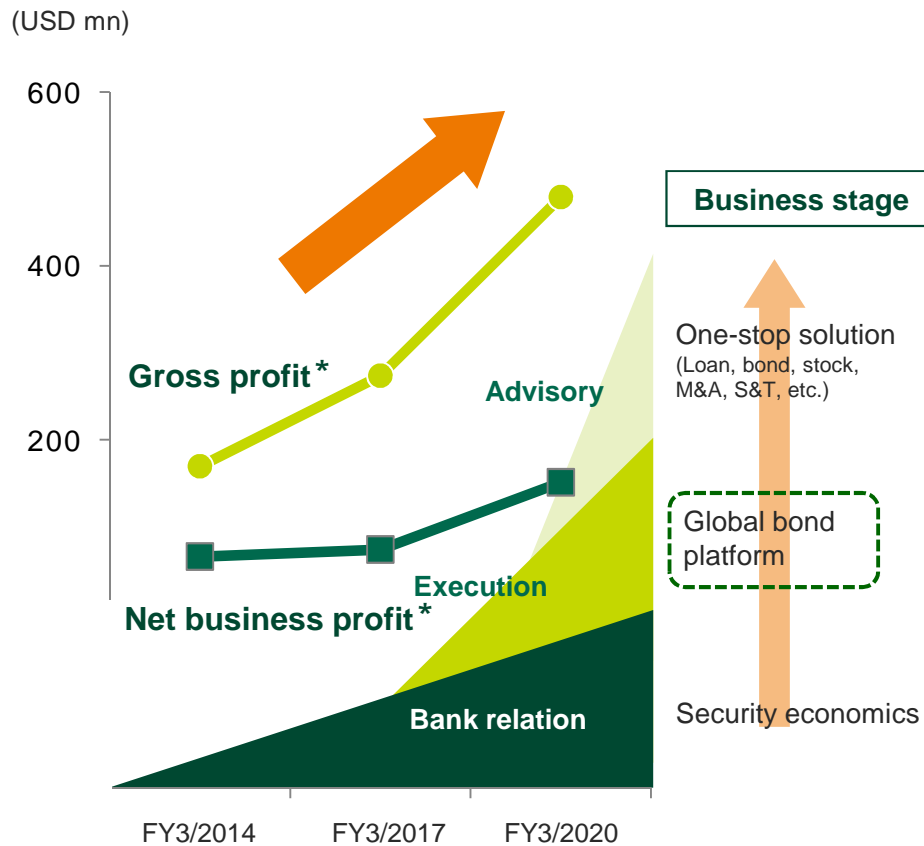 (USD mn)
600
400
200
Gross profit*
Net business profit*
Advisory
Execution
Bank relation
FY3/2014
FY3/2017
FY3/2020
Business stage
One-stop solution
(Loan, bond, stock,
M&A, S&T, etc.)
Global bond
platform
Security economics